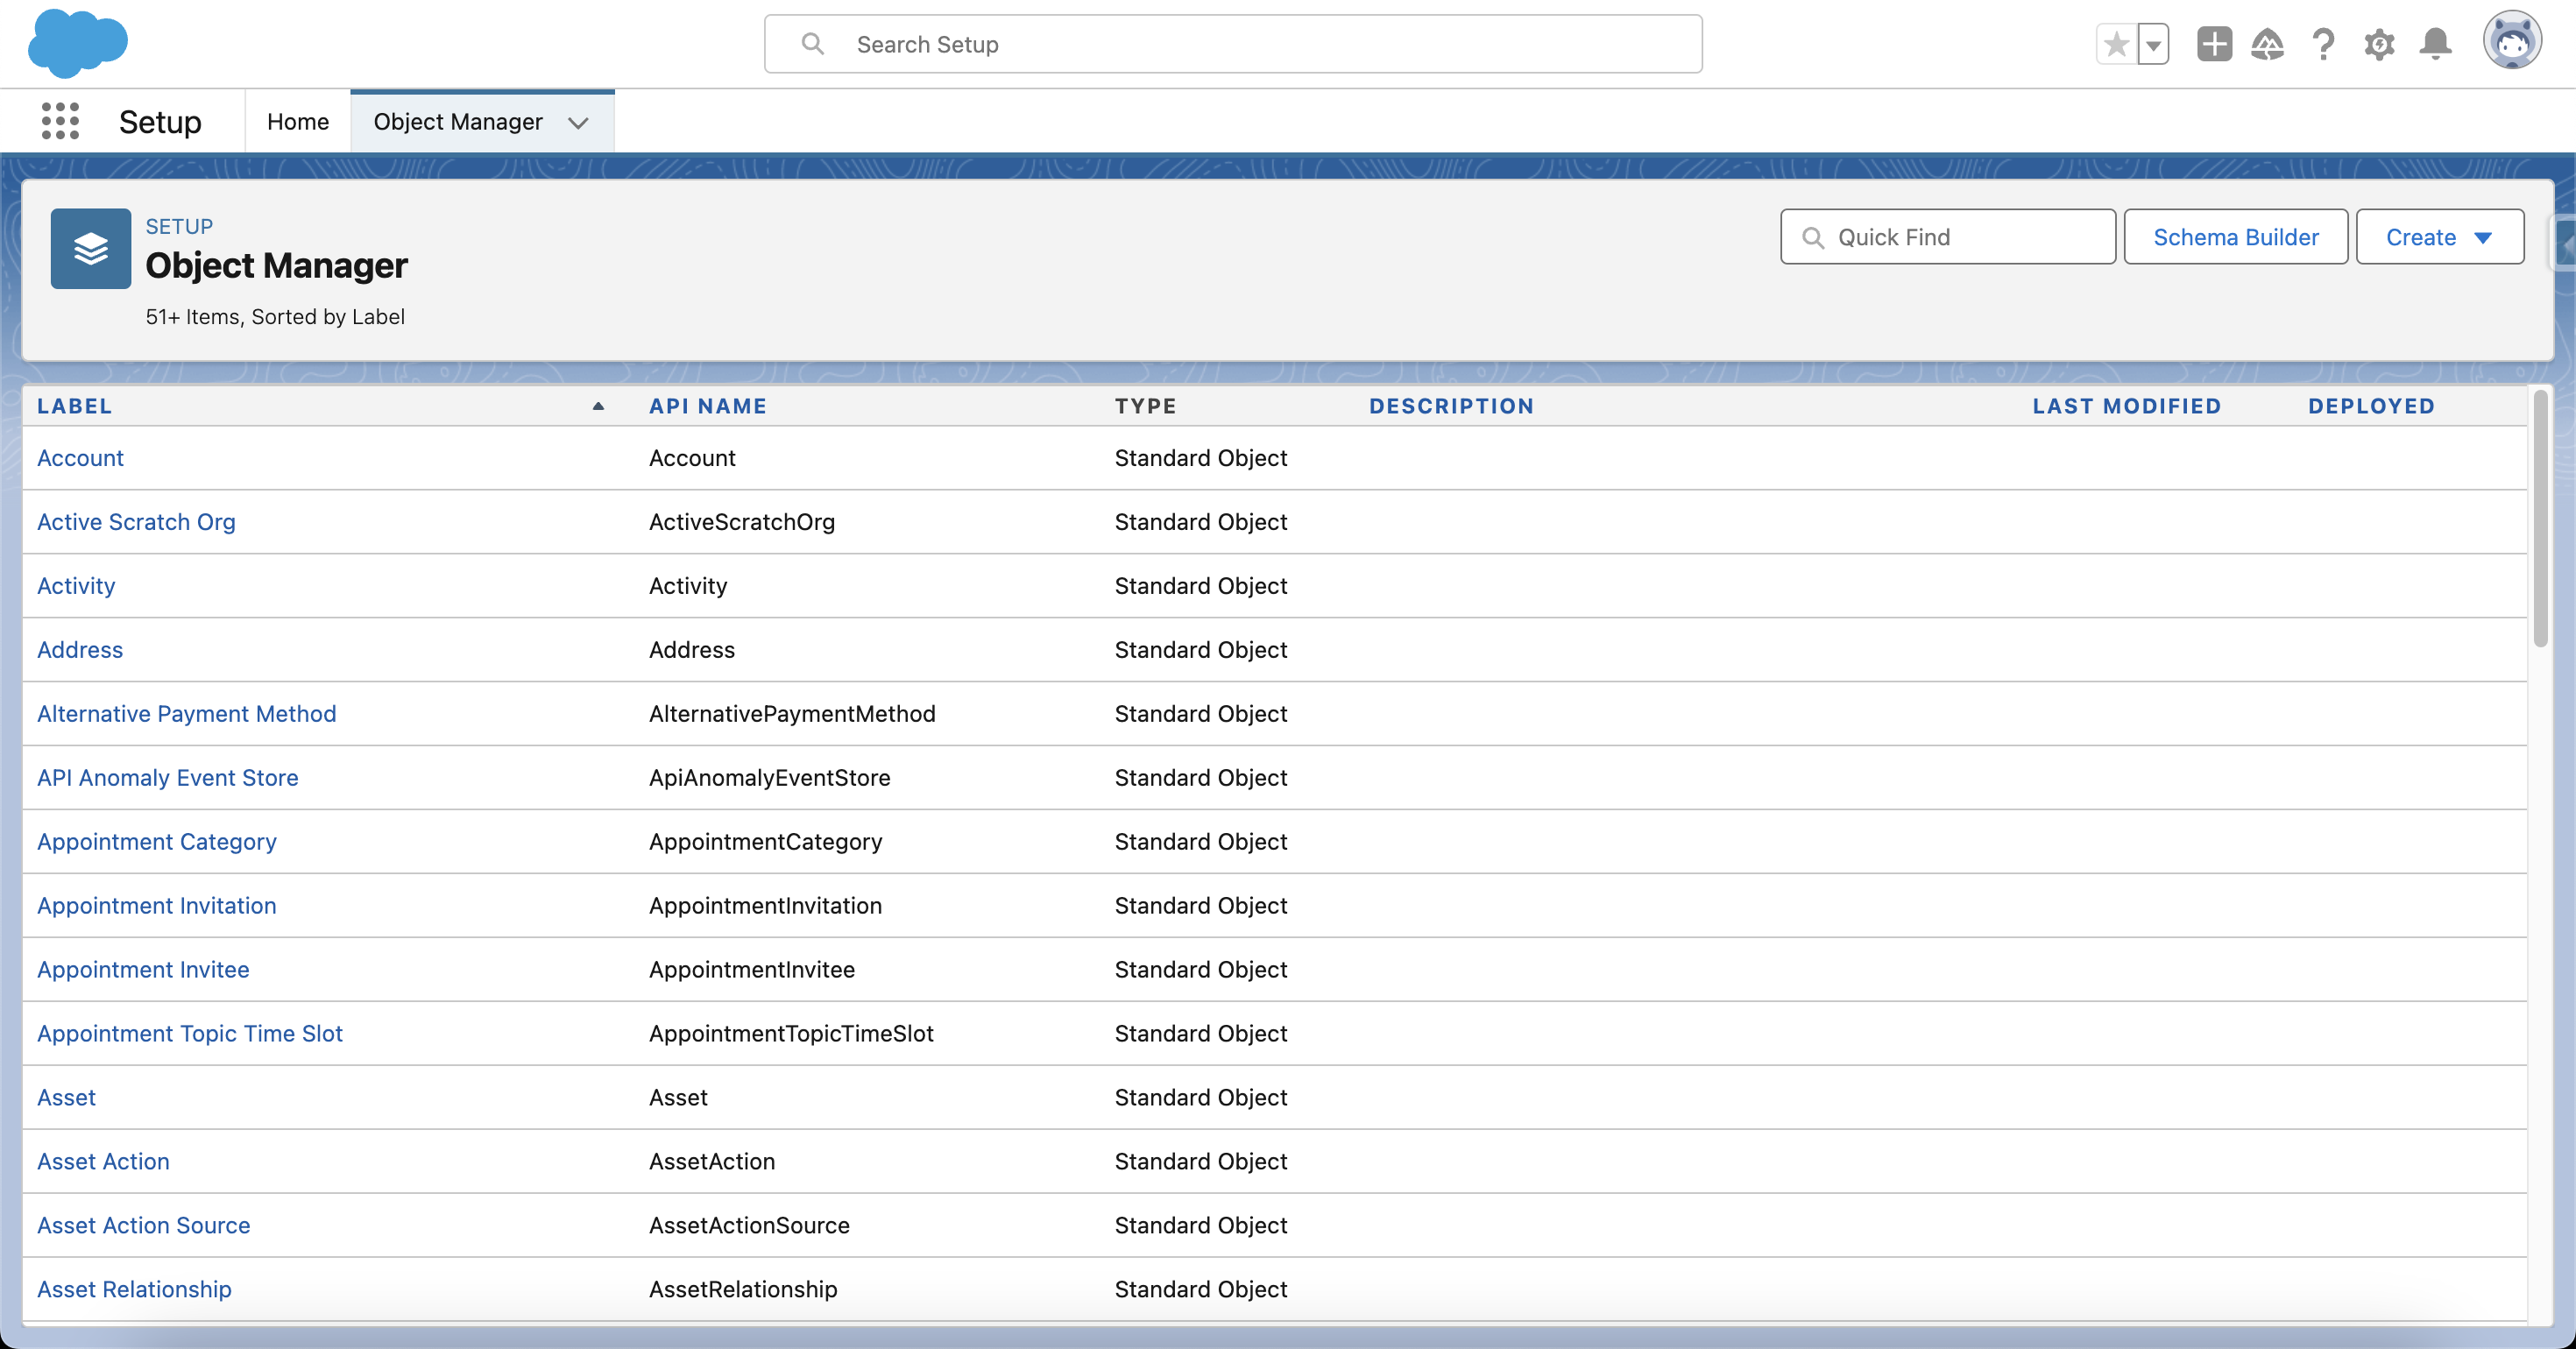 Search Setup
Setup Home Object Manager
SETUP
Object Manager
51+ Items, Sorted by Label
Quick Find Schema Builder Create
LABEL API NAME TYPE DESCRIPTION LAST MODIFIED DEPLOYED
Account Account Standard Object
Active Scratch Org ActiveScratchOrg Standard Object
Activity Activity Standard Object
Address Address Standard Object
Alternative Payment Method AlternativePaymentMethod Standard Object
API Anomaly Event Store ApiAnomalyEventStore Standard Object
Appointment Category AppointmentCategory Standard Object
Appointment Invitation AppointmentInvitation Standard Object
Appointment Invitee AppointmentInvitee Standard Object
Appointment Topic Time Slot AppointmentTopicTimeSlot Standard Object
Asset Asset Standard Object
Asset Action AssetAction Standard Object
Asset Action Source AssetActionSource Standard Object
Asset Relationship AssetRelationship Standard Object